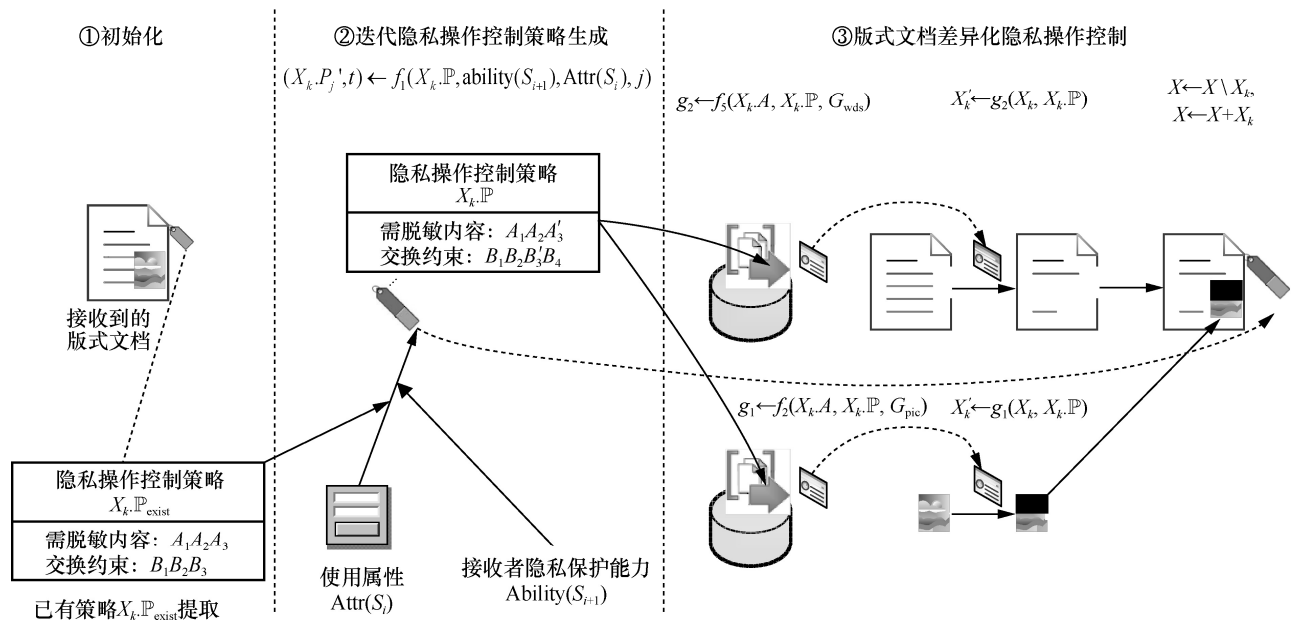 ①初始化
②迭代隐私操作控制策略生成
③版式文档差异化隐私操作控制
(X_k.P_j',t)←f_1(X_k.ℙ,ability(S_{i+1}),Attr(S_i),j)
g_2←f_5(X_k.A, X_k.ℙ, G_wds)
X_k'←g_2(X_k, X_k.ℙ)
X←X\X_k,
X←X+X_k
隐私操作控制策略
X_k.ℙ
需脱敏内容：A_1A_2A_3'
交换约束：B_1B_2B_3'B_4
接收到的
版式文档
g_1←f_2(X_k.A, X_k.ℙ, G_pic)
X_k'←g_1(X_k, X_k.ℙ)
隐私操作控制策略
X_k.ℙ_exist
需脱敏内容：A_1A_2A_3
交换约束：B_1B_2B_3
已有策略X_k.ℙ_exist提取
使用属性
Attr(S_i)
接收者隐私保护能力
Ability(S_{i+1})